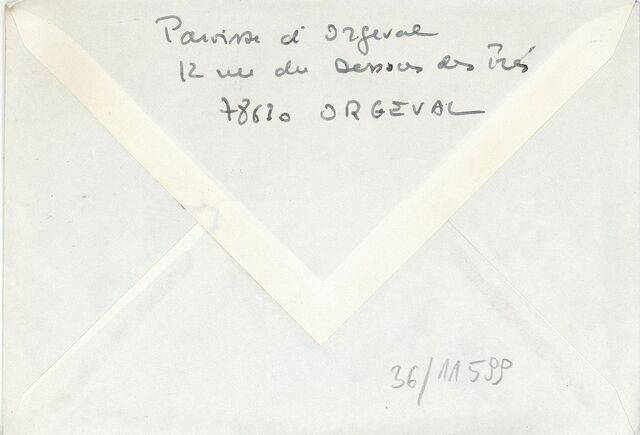 Paroisse d'Orgeval
12 rue du dessous des Prés
78630 ORGEVAL
36/11599